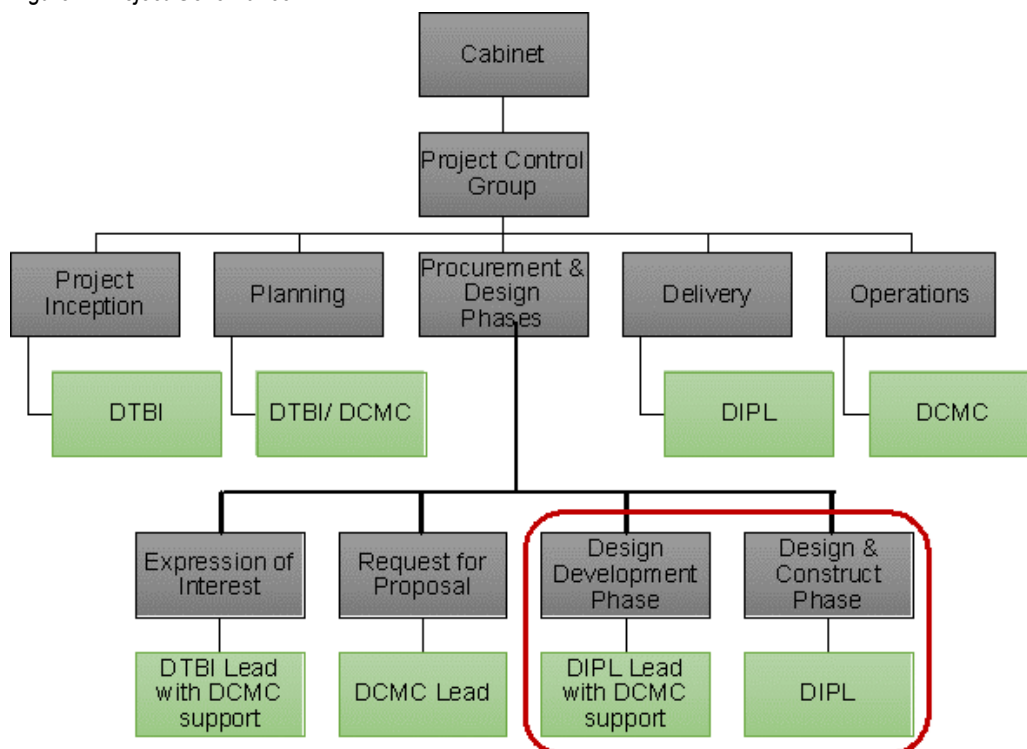 Cabinet
Project Control
Group
Project
Inception
Planning
Procurement &
Design
Phases
Delivery
Operations
DTBI
DTBI/ DCMC
DIPL
DCMC
Expression of
Interest
Request for
Proposal
Design
Development
Phase
Design &
Construct
Phase
DTBI Lead
with DCMC
support
DCMC Lead
DIPL Lead
with DCMC
support
DIPL